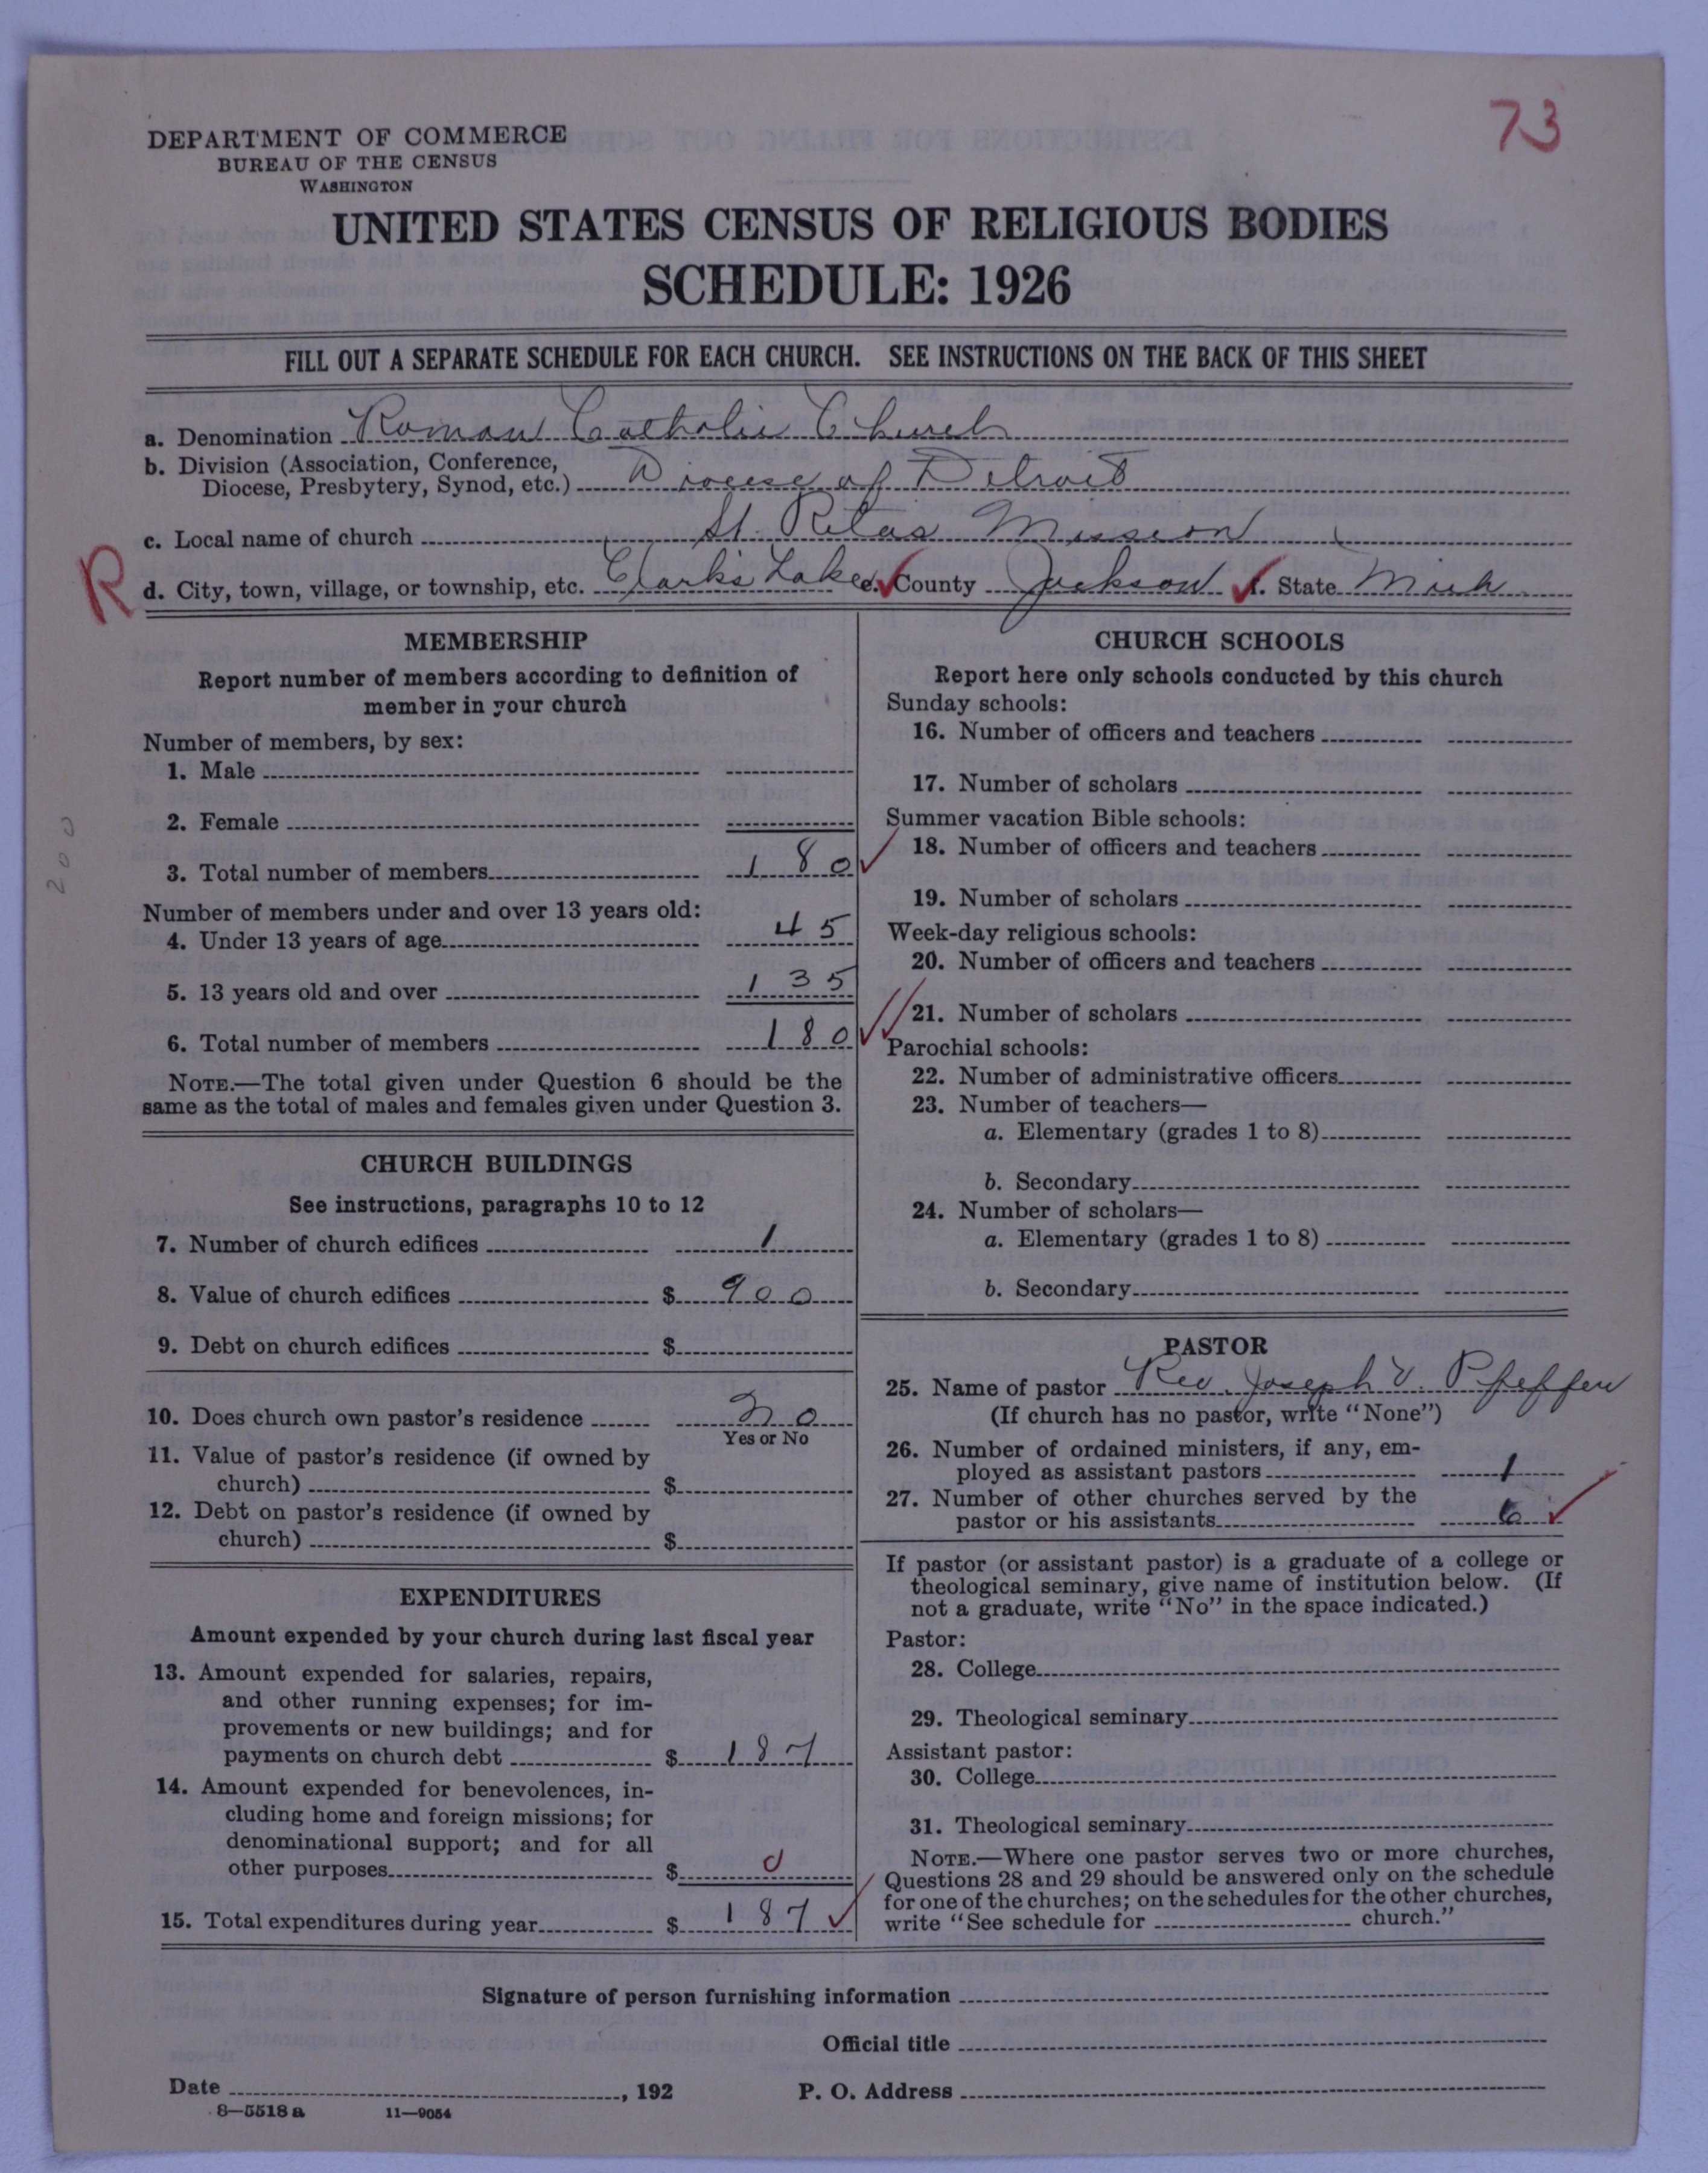 73
DEPARTMENT OF COMMERCE
BUREAU OF THE CENSUS
WASHINGTON
UNITED STATES CENSUS OF RELIGIOUS BODIES
SCHEDULE: 1926
FILL OUT A SEPARATE SCHEDULE FOR EACH CHURCH. SEE INSTRUCTIONS ON THE BACK OF THIS SHEET
a. Denomination Roman Catholic Church
b. Division (Association, Conference,
Diocese, Presbytery, Synod, etc.) Diocese of Detroit
c. Local name of church St. Ritas Mission
R
d. City, town, village, or township, etc. Clarks Lake e. County Jackson f. State Mich
MEMBERSHIP
Report number of members according to definition of
member in your church
Number of members, by sex:
1. Male
2. Female
200
3. Total number of members 180
Number of members under and over 13 years old:
4. Under 13 years of age 45
5. 13 years old and over 135
6. Total number of members 180
NOTE.—The total given under Question 6 should be the
same as the total of males and females given under Question 3.
CHURCH BUILDINGS
See instructions, paragraphs 10 to 12
7. Number of church edifices 1
8. Value of church edifices $ 900
9. Debt on church edifices $
10. Does church own pastor's residence No
Yes or No
11. Value of pastor's residence (if owned by
church) $
12. Debt on pastor's residence (if owned by
church) $
EXPENDITURES
Amount expended by your church during last fiscal year
13. Amount expended for salaries, repairs,
and other running expenses; for im-
provements or new buildings; and for
payments on church debt $ 187
14. Amount expended for benevolences, in-
cluding home and foreign missions; for
denominational support; and for all
other purposes $ 0
15. Total expenditures during year $ 187
CHURCH SCHOOLS
Report here only schools conducted by this church
Sunday schools:
16. Number of officers and teachers
17. Number of scholars
Summer vacation Bible schools:
18. Number of officers and teachers
19. Number of scholars
Week-day religious schools:
20. Number of officers and teachers
21. Number of scholars
Parochial schools:
22. Number of administrative officers
23. Number of teachers—
a. Elementary (grades 1 to 8)
b. Secondary
24. Number of scholars—
a. Elementary (grades 1 to 8)
b. Secondary
PASTOR
25. Name of pastor Rev. Joseph V. Pfeffer
(If church has no pastor, write "None")
26. Number of ordained ministers, if any, em-
ployed as assistant pastors 1
27. Number of other churches served by the
pastor or his assistants 6
If pastor (or assistant pastor) is a graduate of a college or
theological seminary, give name of institution below. (If
not a graduate, write "No" in the space indicated.)
Pastor:
28. College
29. Theological seminary
Assistant pastor:
30. College
31. Theological seminary
NOTE.—Where one pastor serves two or more churches,
Questions 28 and 29 should be answered only on the schedule
for one of the churches; on the schedules for the other churches,
write "See schedule for church."
Signature of person furnishing information
Official title
Date , 192 P. O. Address
8—5518 a 11—9054